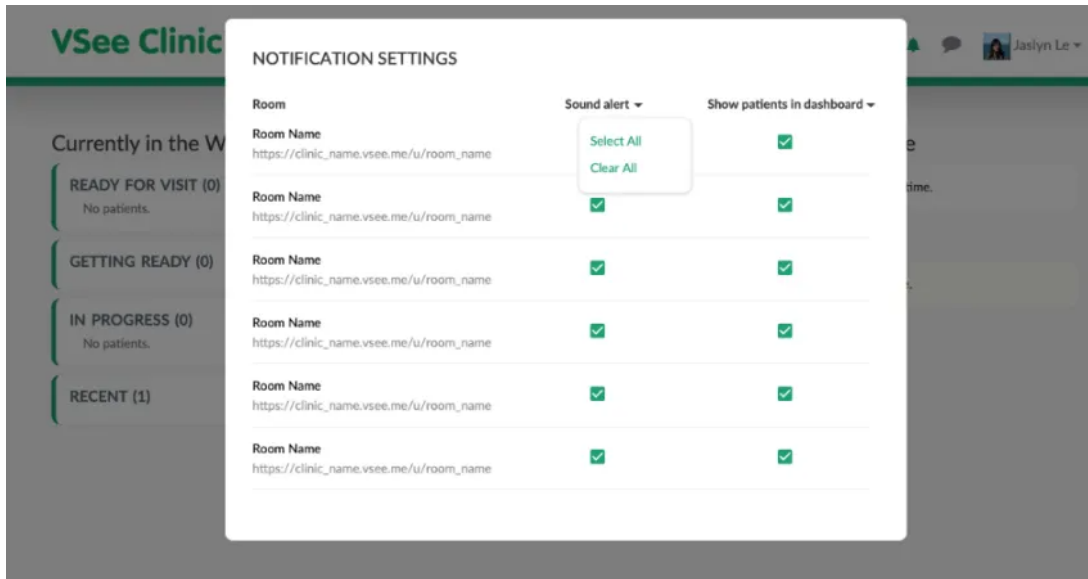 VSee Clinic
Jaslyn Le
NOTIFICATION SETTINGS
Room
Sound alert
Show patients in dashboard
Room Name
https://clinic_name.vsee.me/u/room_name
Select All
Clear All
Room Name
https://clinic_name.vsee.me/u/room_name
Room Name
https://clinic_name.vsee.me/u/room_name
Room Name
https://clinic_name.vsee.me/u/room_name
Room Name
https://clinic_name.vsee.me/u/room_name
Room Name
https://clinic_name.vsee.me/u/room_name
Currently in the W
READY FOR VISIT (0)
No patients.
GETTING READY (0)
IN PROGRESS (0)
No patients.
RECENT (1)
e
time.